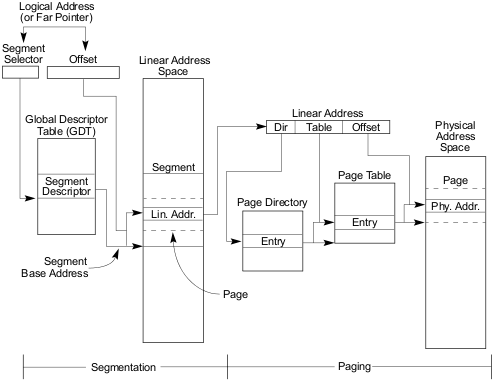 Logical Address
(or Far Pointer)
Segment
Selector
Offset
Linear Address
Space
Global Descriptor
Table (GDT)
Segment
Descriptor
Segment
Lin. Addr.
Segment
Base Address
Page
Linear Address
Dir
Table
Offset
Physical
Address
Space
Page Table
Page Directory
Entry
Entry
Page
Phy. Addr.
Segmentation
Paging